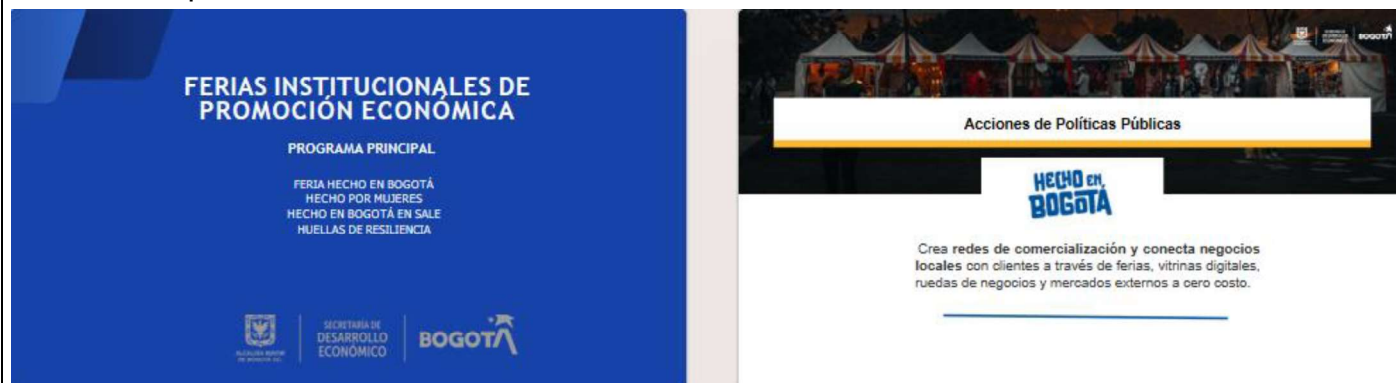 FERIAS INSTITUCIONALES DE
PROMOCIÓN ECONÓMICA
PROGRAMA PRINCIPAL
FERIA HECHO EN BOGOTÁ
HECHO POR MUJERES
HECHO EN BOGOTÁ EN SALE
HUELLAS DE RESILIENCIA
SECRETARÍA DE
DESARROLLO
ECONÓMICO
BOGOTÁ
BOGOTÁ
Acciones de Políticas Públicas
HECHO EN
BOGOTÁ
Crea redes de comercialización y conecta negocios
locales con clientes a través de ferias, vitrinas digitales,
ruedas de negocios y mercados externos a cero costo.